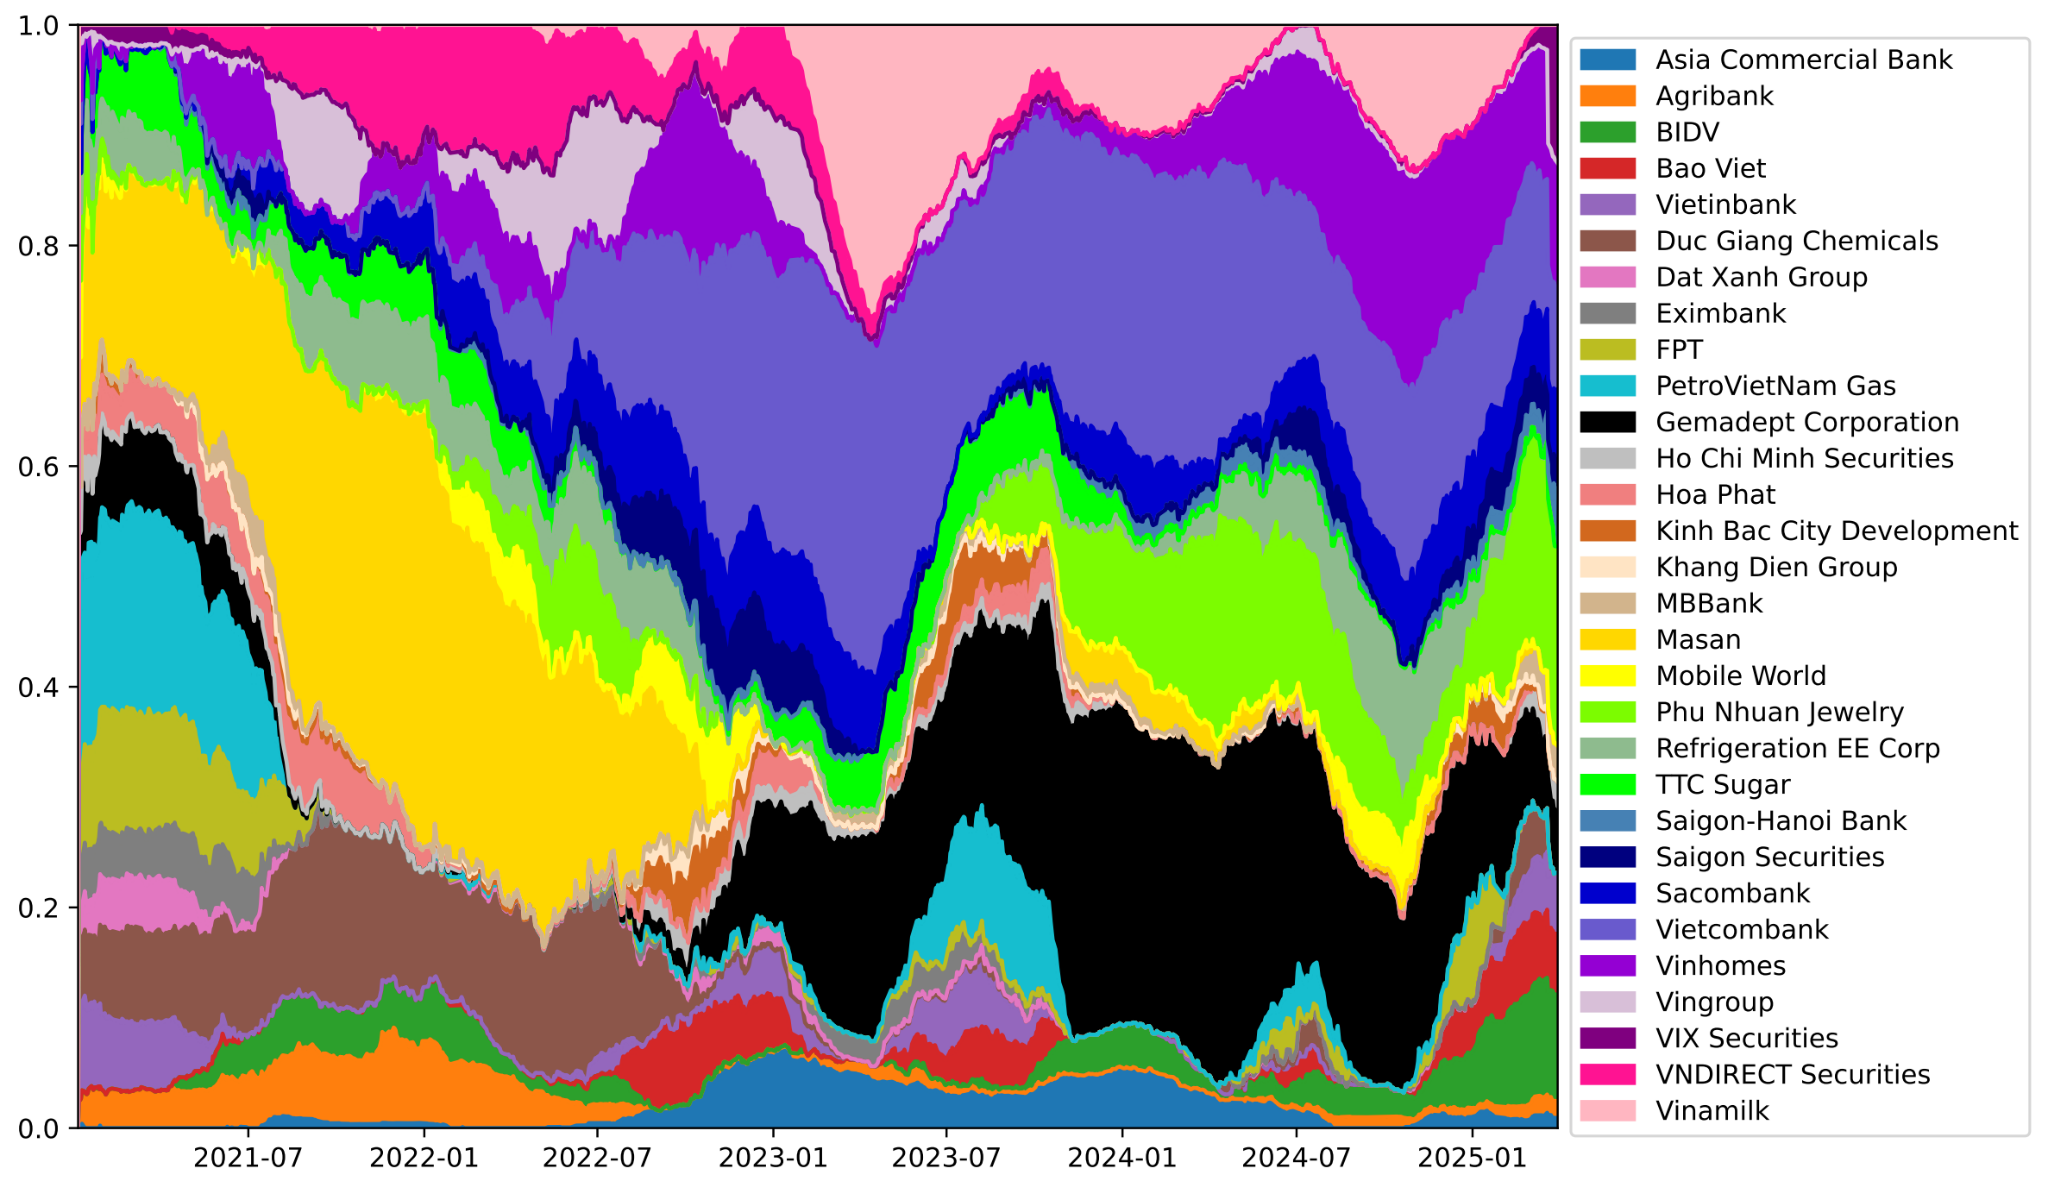 1.0
0.8
0.6
0.4
0.2
0.0
2021-07
2022-01
2022-07
2023-01
2023-07
2024-01
2024-07
2025-01
Asia Commercial Bank
Agribank
BIDV
Bao Viet
Vietinbank
Duc Giang Chemicals
Dat Xanh Group
Eximbank
FPT
PetroVietNam Gas
Gemadept Corporation
Ho Chi Minh Securities
Hoa Phat
Kinh Bac City Development
Khang Dien Group
MBBank
Masan
Mobile World
Phu Nhuan Jewelry
Refrigeration EE Corp
TTC Sugar
Saigon-Hanoi Bank
Saigon Securities
Sacombank
Vietcombank
Vinhomes
Vingroup
VIX Securities
VNDIRECT Securities
Vinamilk